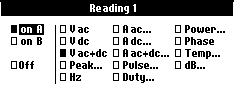 Reading 1
on A V ac A ac... Power...
on B V dc A dc... Phase
V ac+dc A ac+dc... Temp...
Off Peak... Pulse... dB...
Hz Duty...